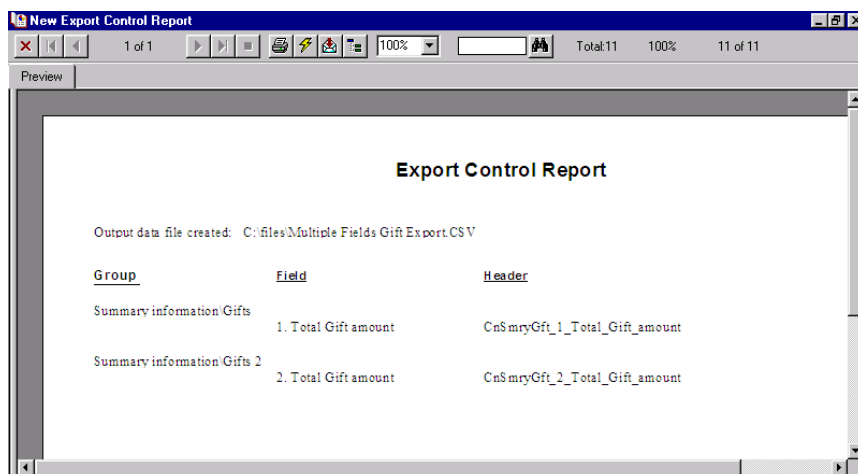 New Export Control Report
1 of 1 100% Total:11 100% 11 of 11
Preview
Export Control Report
Output data file created: C:\files\Multiple Fields Gift Export.CSV
Group Field Header
Summary information\Gifts
1. Total Gift amount CnSmryGft_1_Total_Gift_amount
Summary information\Gifts 2
2. Total Gift amount CnSmryGft_2_Total_Gift_amount